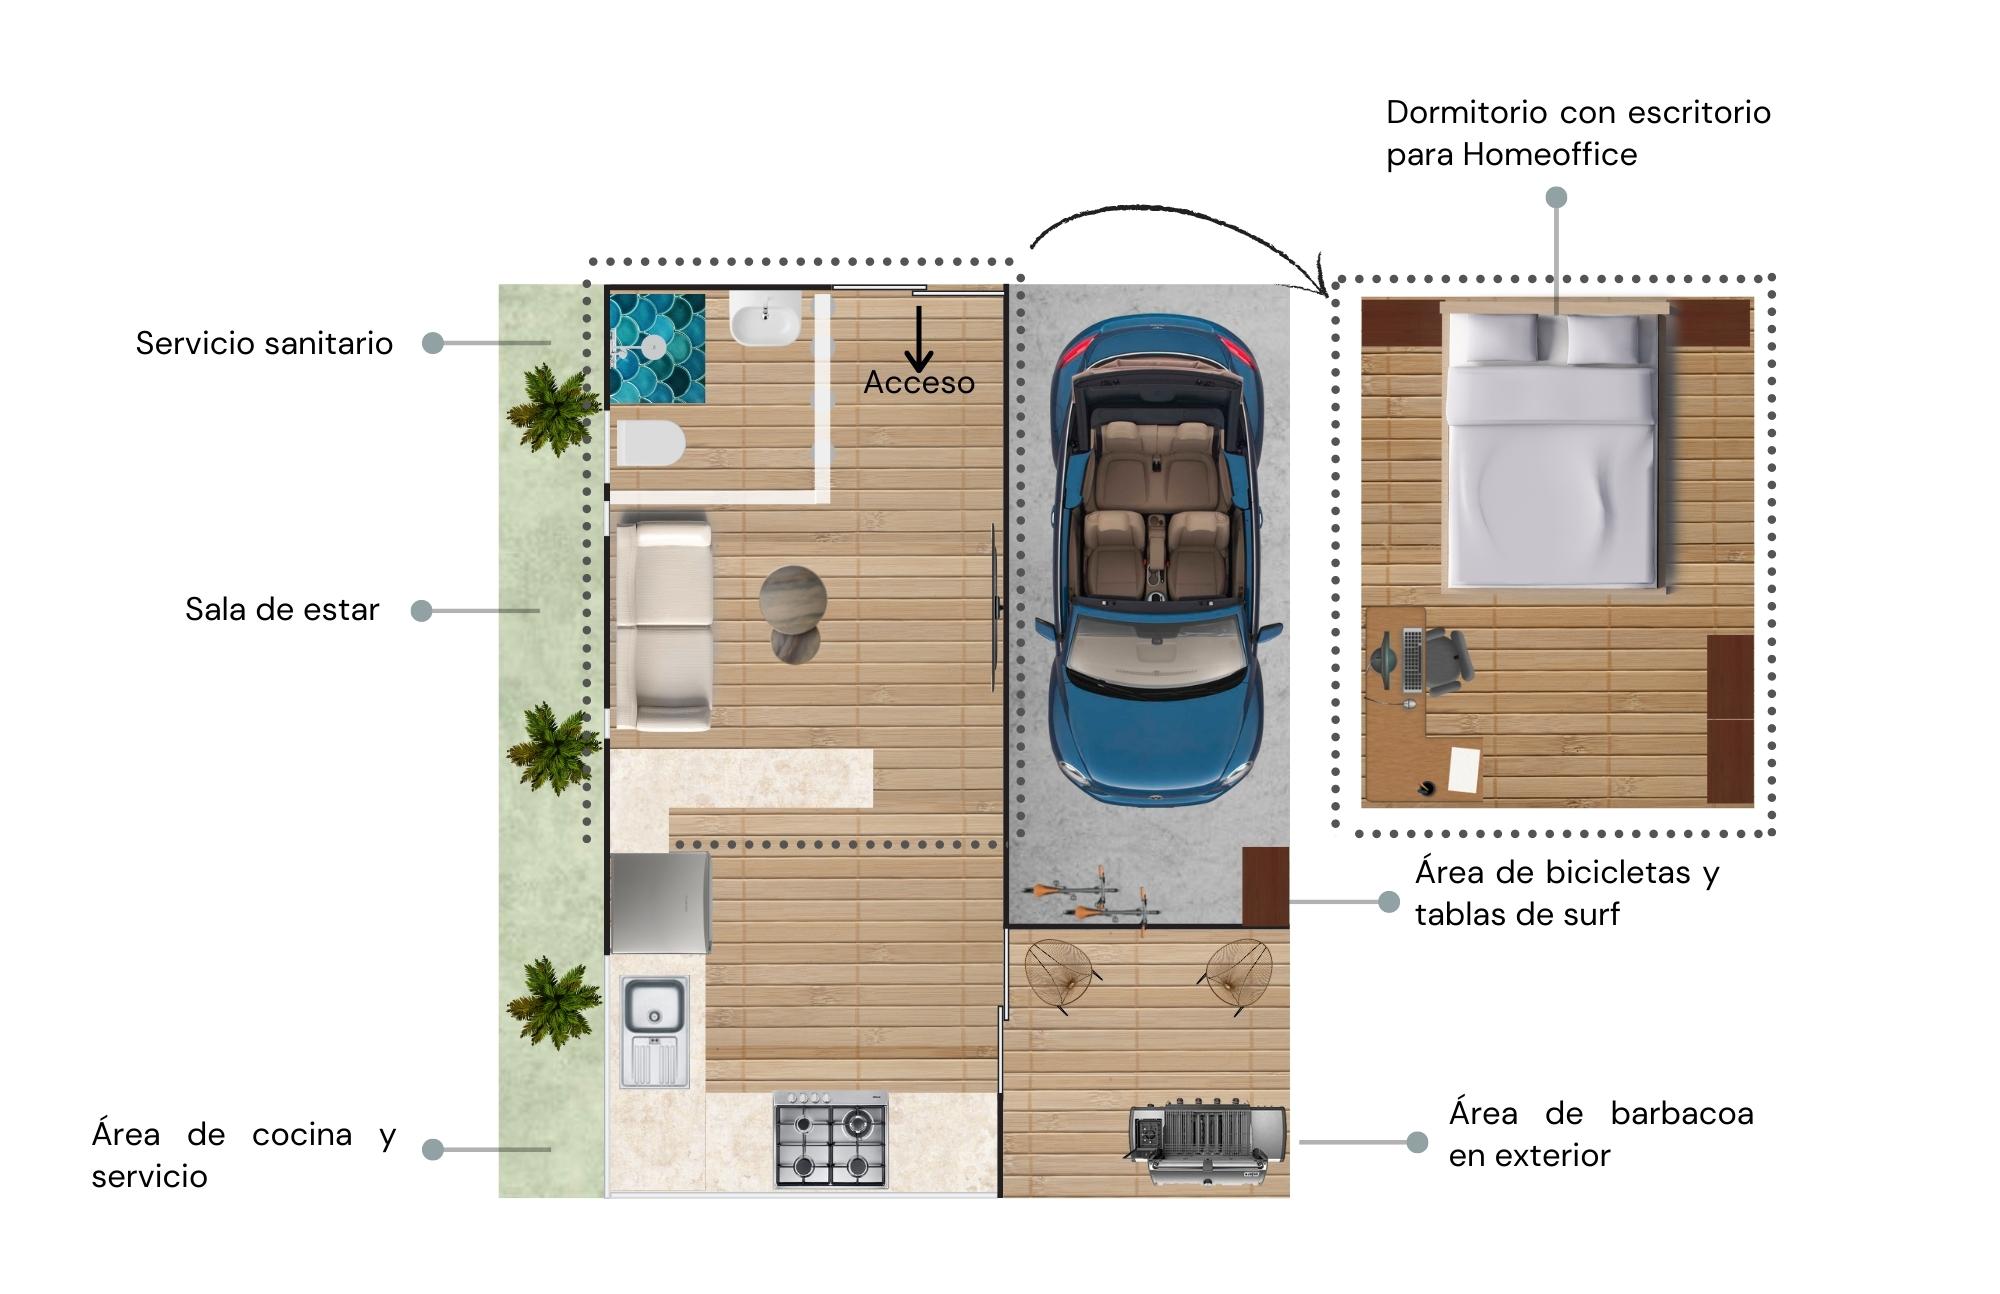 Dormitorio con escritorio
para Homeoffice
Servicio sanitario
Acceso
Sala de estar
Área de bicicletas y
tablas de surf
Área de cocina y
servicio
Área de barbacoa
en exterior